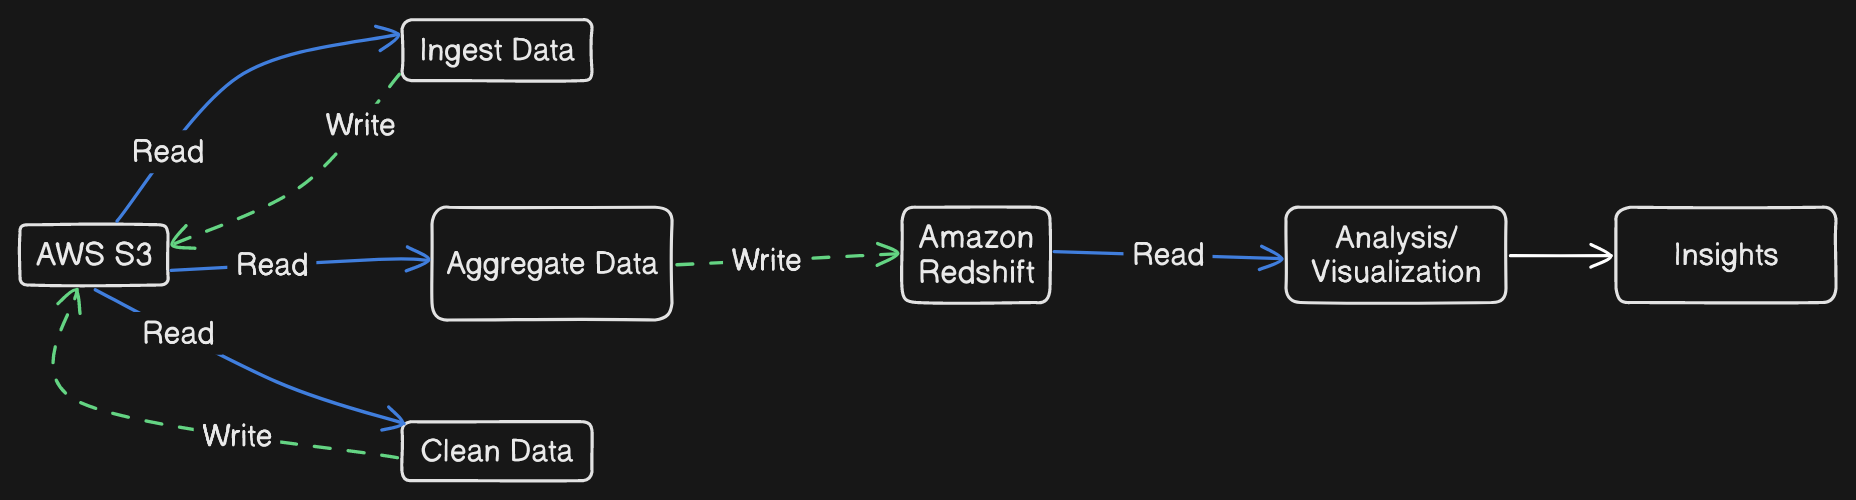 Ingest Data
Write
Read
AWS S3
Read
Aggregate Data
Write
Amazon
Redshift
Read
Analysis/
Visualization
Insights
Read
Write
Clean Data